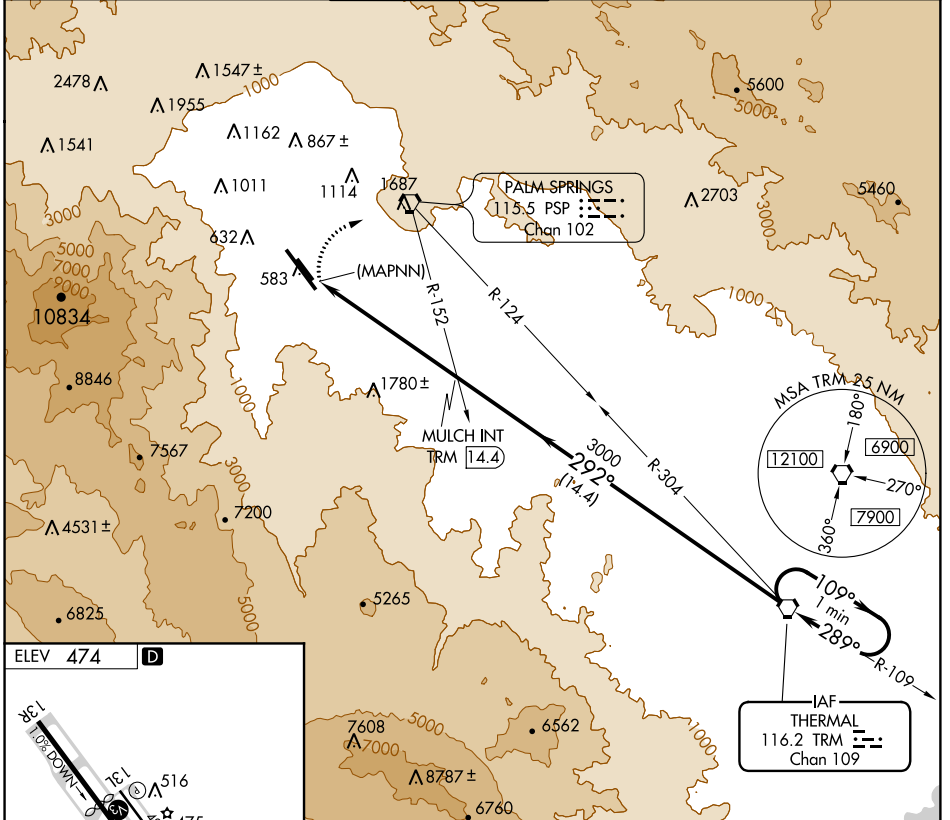 2478
1547 ±
1000
1955
1541
1162
867 ±
1011
1114
1687
632
583
(MAPNN)
PALM SPRINGS
115.5 PSP
Chan 102
5600
5000
2703
5460
3000
3000
5000
7000
9000
10834
8846
7567
7200
4531 ±
6825
3000
5000
1000
1780 ±
R-152
R-124
1000
MULCH INT
TRM 14.4
3000
292°
(14.4)
R-304
MSA TRM 25 NM
180°
12100
6900
270°
7900
360°
109°
1 min
289°
R-109
IAF
THERMAL
116.2 TRM
Chan 109
5265
7608
5000
7000
6562
8787 ±
6760
1000
ELEV 474 D
13R
1.0% DOWN
13L
P
516
V3